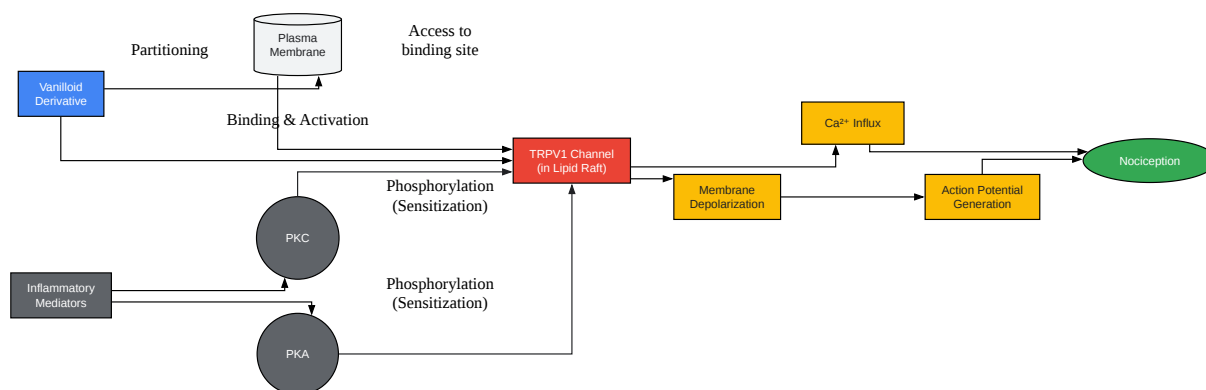 Partitioning
Plasma
Membrane
Access to
binding site
Vanilloid
Derivative
Binding & Activation
TRPV1 Channel
(in Lipid Raft)
Ca²⁺ Influx
Nociception
Phosphorylation
(Sensitization)
Membrane
Depolarization
Action Potential
Generation
PKC
Inflammatory
Mediators
Phosphorylation
(Sensitization)
PKA